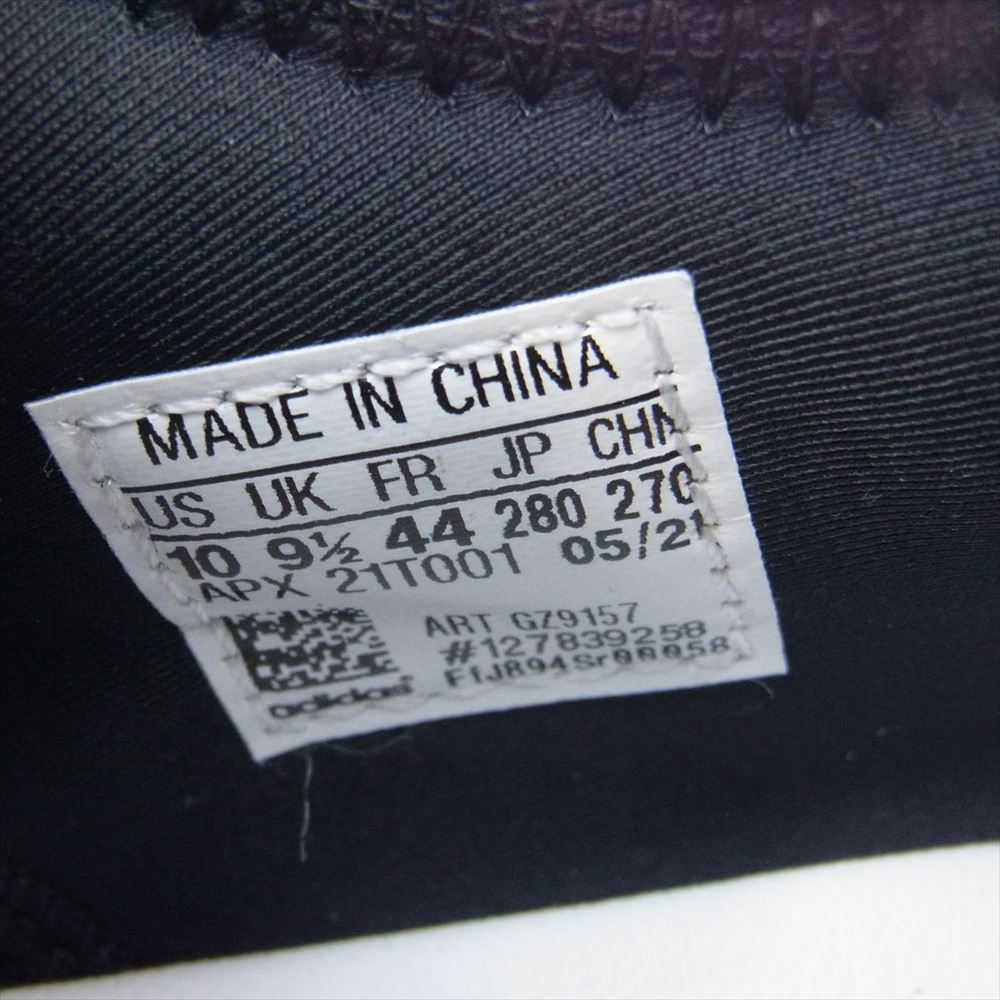 MADE IN CHINA
US UK FR JP CHN
10 9½ 44 280 270
APX 21T001 05/21
ART GZ9157
#127839258
adidas